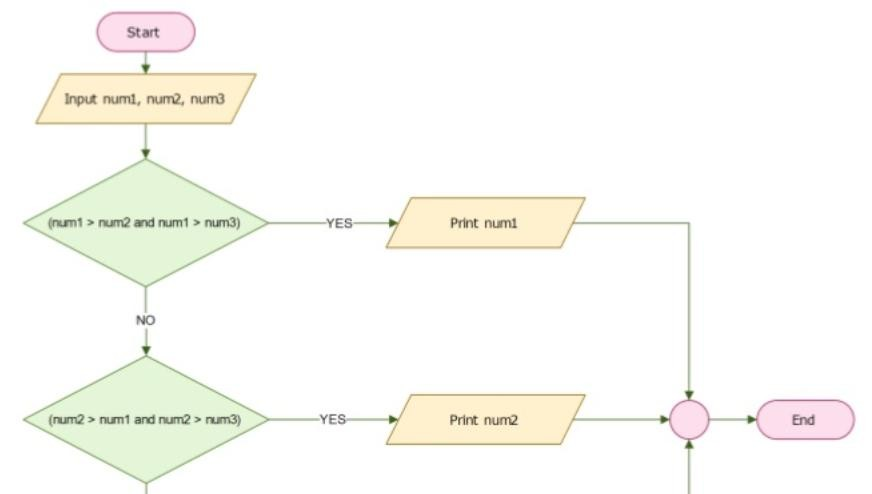 Start
Input num1, num2, num3
(num1 > num2 and num1 > num3)
YES
Print num1
NO
(num2 > num1 and num2 > num3)
YES
Print num2
End